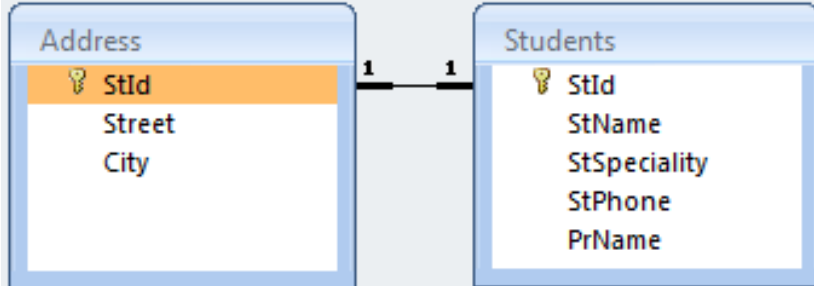 Address
StId
Street
City
1
1
Students
StId
StName
StSpeciality
StPhone
PrName